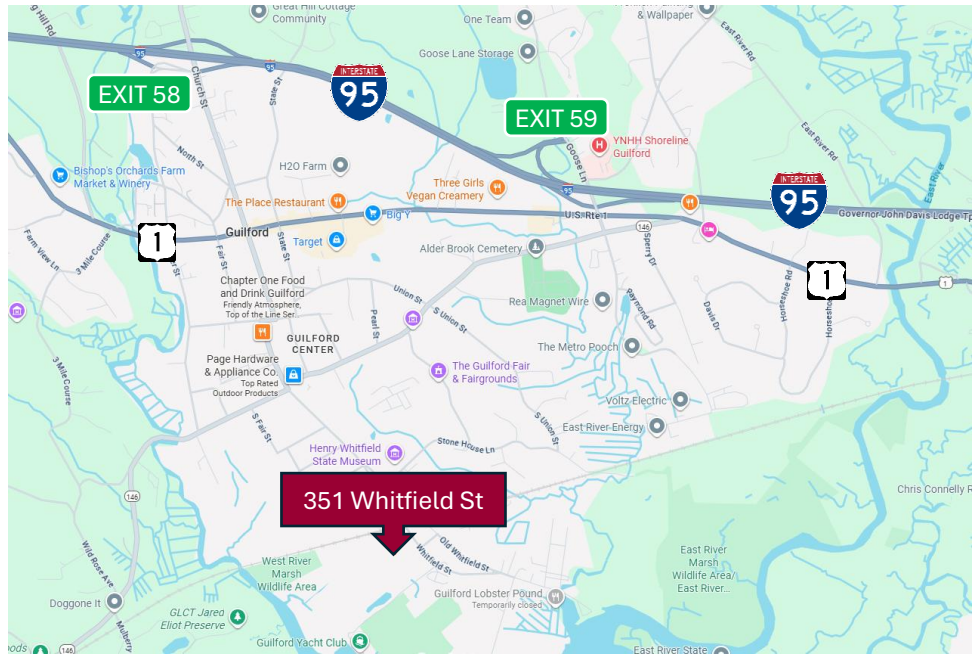 Great Hill Cottage
Community
One Team
& Wallpaper
East River Rd
Goose Lane Storage
95
EXIT 58
Church St
95
State St
INTERSTATE
95
EXIT 59
East River Rd
YNHH Shoreline
Guilford
Goose Ln
North St
H2O Farm
Bishop's Orchards Farm
Market & Winery
Three Girls
Vegan Creamery
95
INTERSTATE
95
East River
The Place Restaurant
Big Y
U.S. Rte 1
Governor John Davis Lodge Tp
146
1
Guilford
Target
Alder Brook Cemetery
Farm View Ln
3 Mile Course
Fair St
State St
Sperry Dr
1
1
Chapter One Food
and Drink Guilford
Friendly Atmosphere,
Top of the Line Ser...
Union St
S Union St
Rea Magnet Wire
Raymond Rd
Davis Dr
Horseshoe Rd
Pearl St
GUILFORD
CENTER
The Metro Pooch
3 Mile Course
Page Hardware
& Appliance Co.
Top Rated
Outdoor Products
The Guilford Fair
& Fairgrounds
Voltz Electric
S Fair St
S Union St
East River Energy
Stone House Ln
Henry Whitfield
State Museum
146
351 Whitfield St
Chris Connelly R
Wild Rose Ave
Old Whitfield St
Whitfield St
West River
Marsh
Wildlife Area
East River
Marsh
Wildlife Area/
East River...
Doggone It
Guilford Lobster Pound
Temporarily closed
GLCT Jared
Eliot Preserve
Mulberry
Guilford Yacht Club
East River State
146